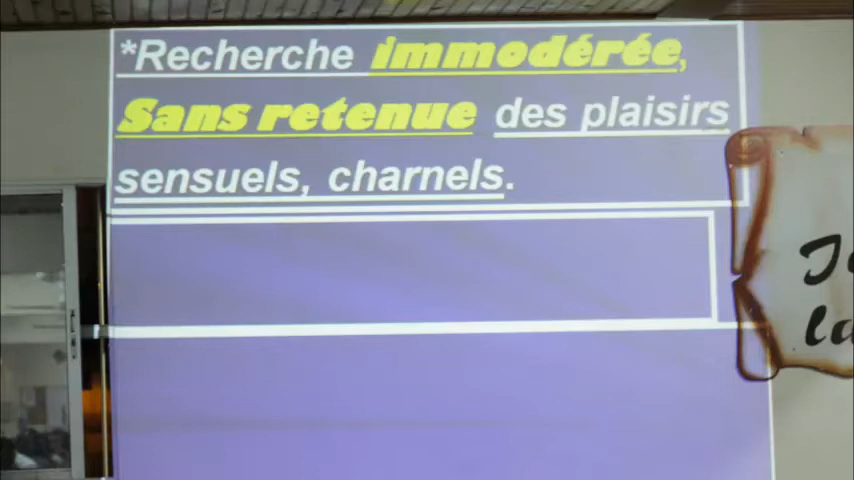 *Recherche immodérée,
Sans retenue des plaisirs
sensuels, charnels.